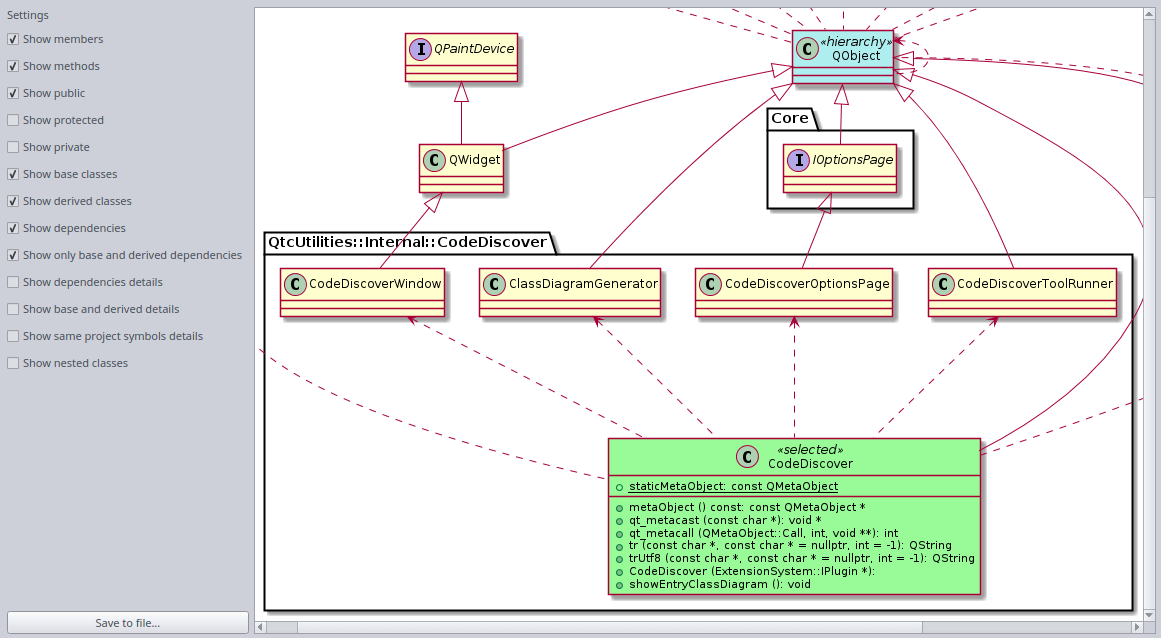 Settings
Show members
Show methods
Show public
Show protected
Show private
Show base classes
Show derived classes
Show dependencies
Show only base and derived dependencies
Show dependencies details
Show base and derived details
Show same project symbols details
Show nested classes
Save to file...
I QPaintDevice
C «hierarchy»
QObject
Core
C QWidget
I IOptionsPage
QtcUtilities::Internal::CodeDiscover
C CodeDiscoverWindow
C ClassDiagramGenerator
C CodeDiscoverOptionsPage
C CodeDiscoverToolRunner
C «selected»
CodeDiscover
staticMetaObject: const QMetaObject
metaObject () const: const QMetaObject *
qt_metacast (const char *): void *
qt_metacall (QMetaObject::Call, int, void **): int
tr (const char *, const char * = nullptr, int = -1): QString
trUtf8 (const char *, const char * = nullptr, int = -1): QString
CodeDiscover (ExtensionSystem::IPlugin *):
showEntryClassDiagram (): void